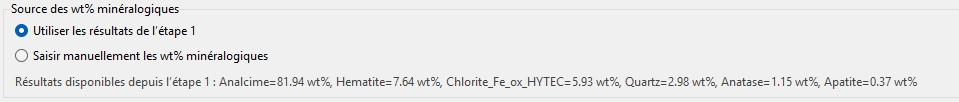 Source des wt% minéralogiques
Utiliser les résultats de l'étape 1
Saisir manuellement les wt% minéralogiques
Résultats disponibles depuis l'étape 1 : Analcime=81.94 wt%, Hematite=7.64 wt%, Chlorite_Fe_ox_HYTEC=5.93 wt%, Quartz=2.98 wt%, Anatase=1.15 wt%, Apatite=0.37 wt%